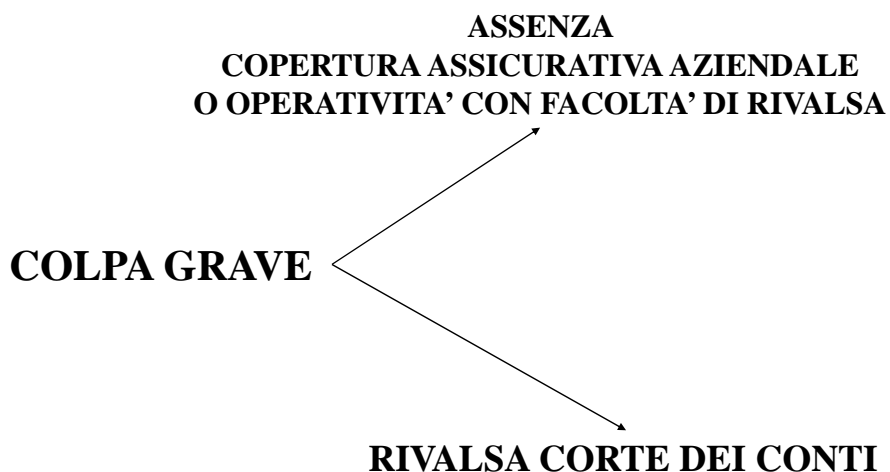 ASSENZA
COPERTURA ASSICURATIVA AZIENDALE
O OPERATIVITA’ CON FACOLTA’ DI RIVALSA
COLPA GRAVE
RIVALSA CORTE DEI CONTI